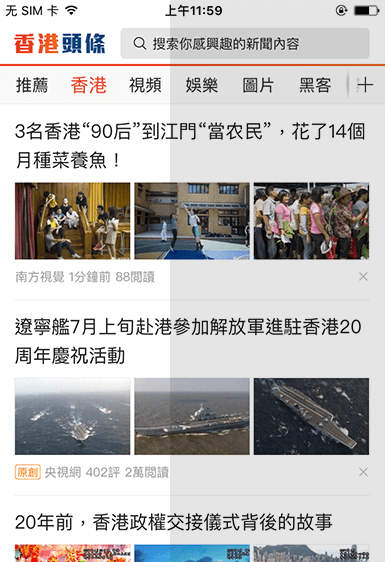 无 SIM 卡 上午11:59
香港頭條 搜索你感興趣的新聞內容
推薦 香港 視頻 娛樂 圖片 黑客
3名香港“90后”到江門“當农民”，花了14個
月種菜養魚！
南方視覺 1分鐘前 88閱讀
遼寧艦7月上旬赴港參加解放軍進駐香港20
周年慶祝活動
原創 央視網 402評 2萬閱讀
20年前，香港政權交接儀式背後的故事